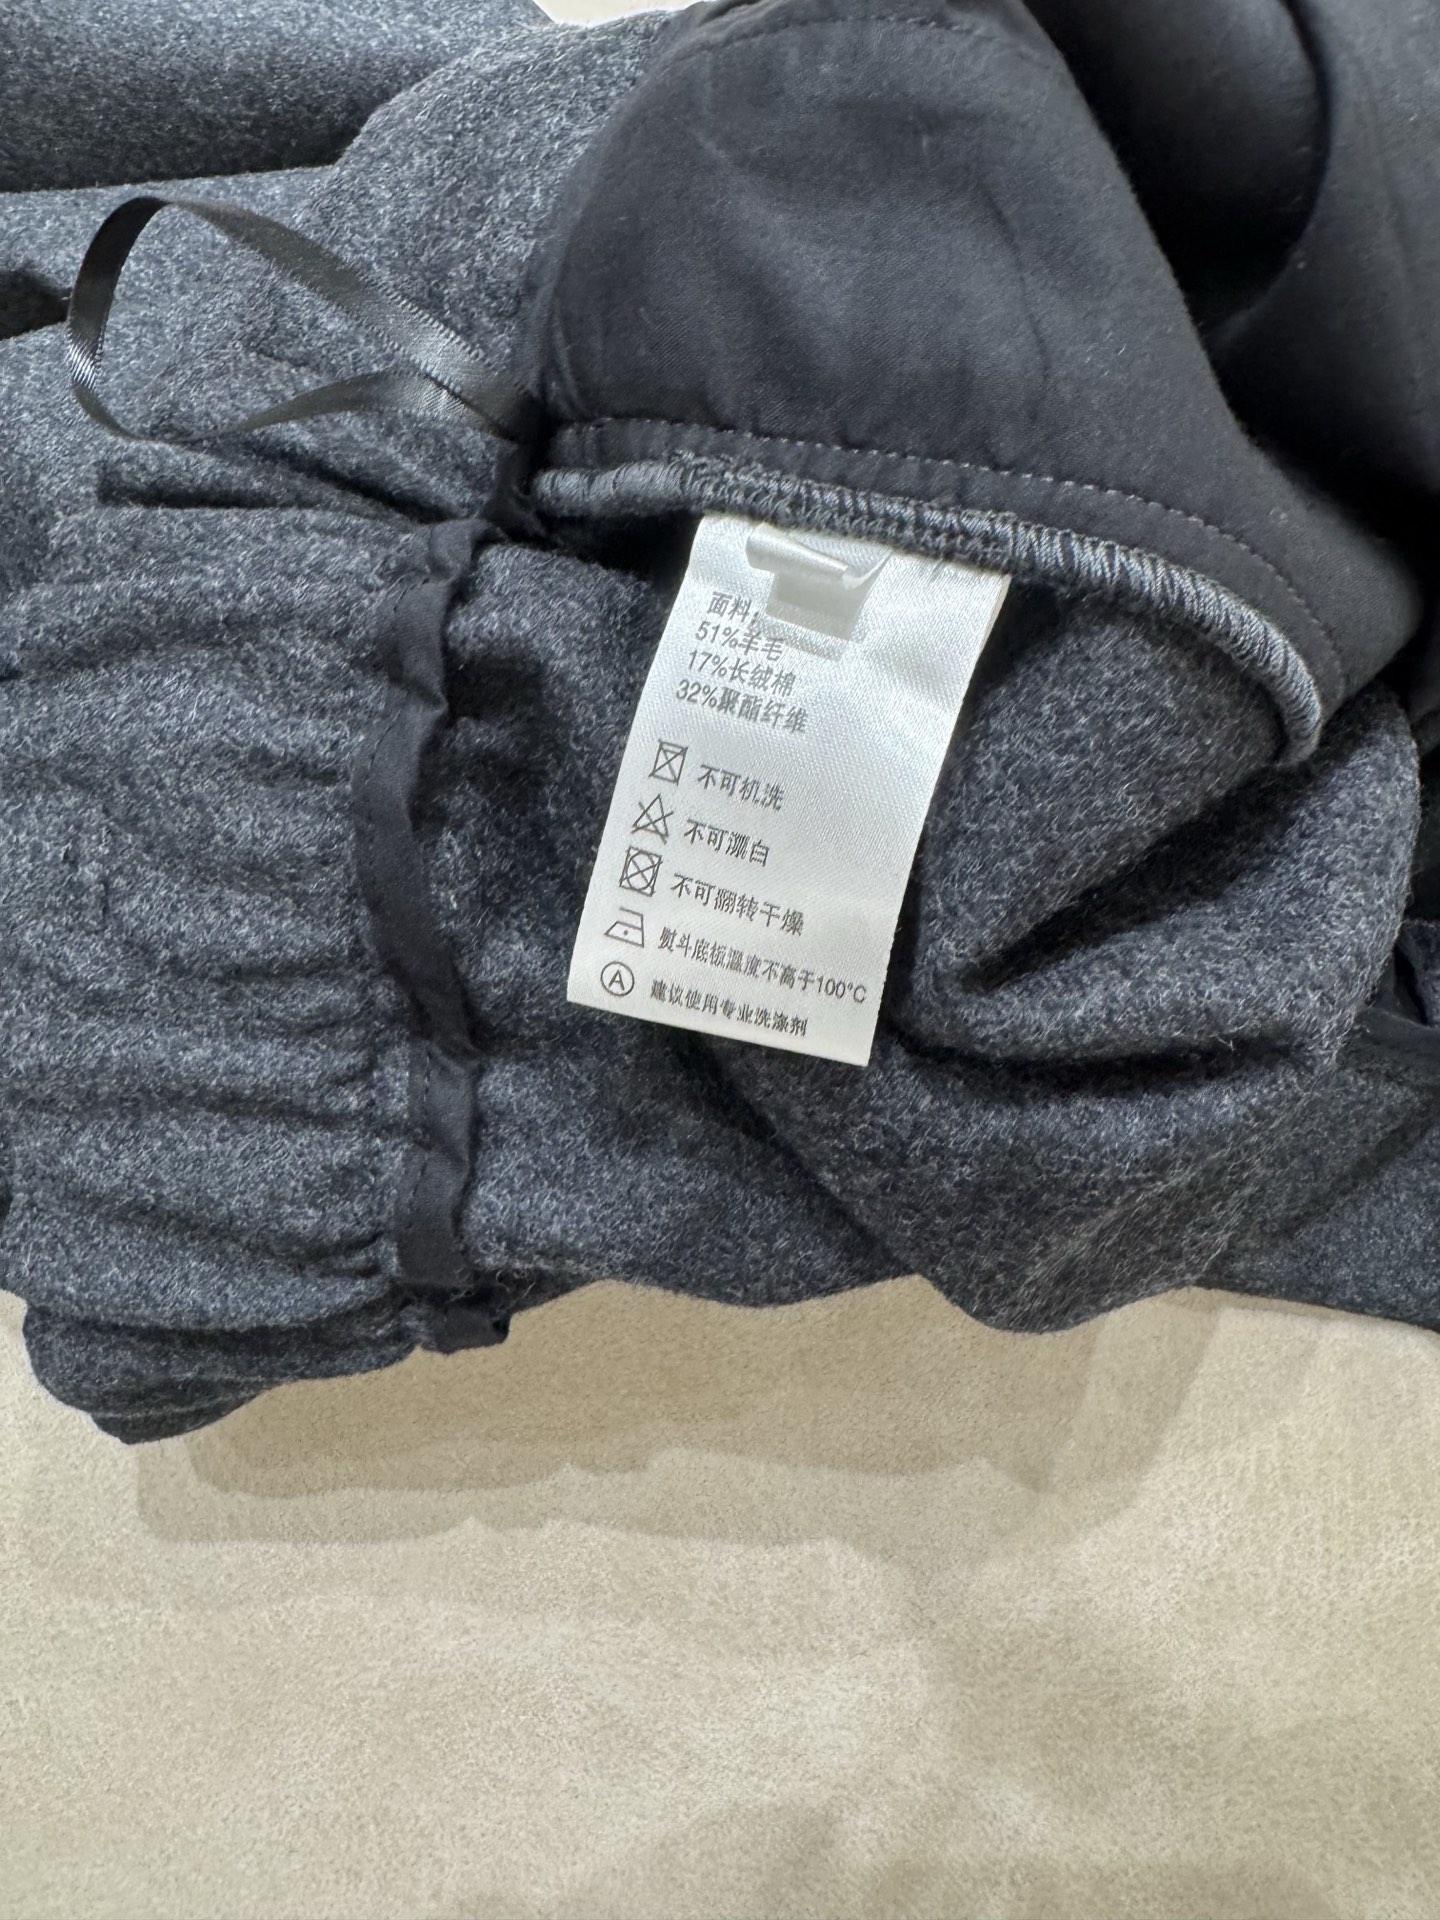 面料:
51%羊毛
17%长绒棉
32%聚酯纤维
不可机洗
不可漂白
不可翻转干燥
熨斗底板温度不高于100°C
A 建议使用专业洗涤剂